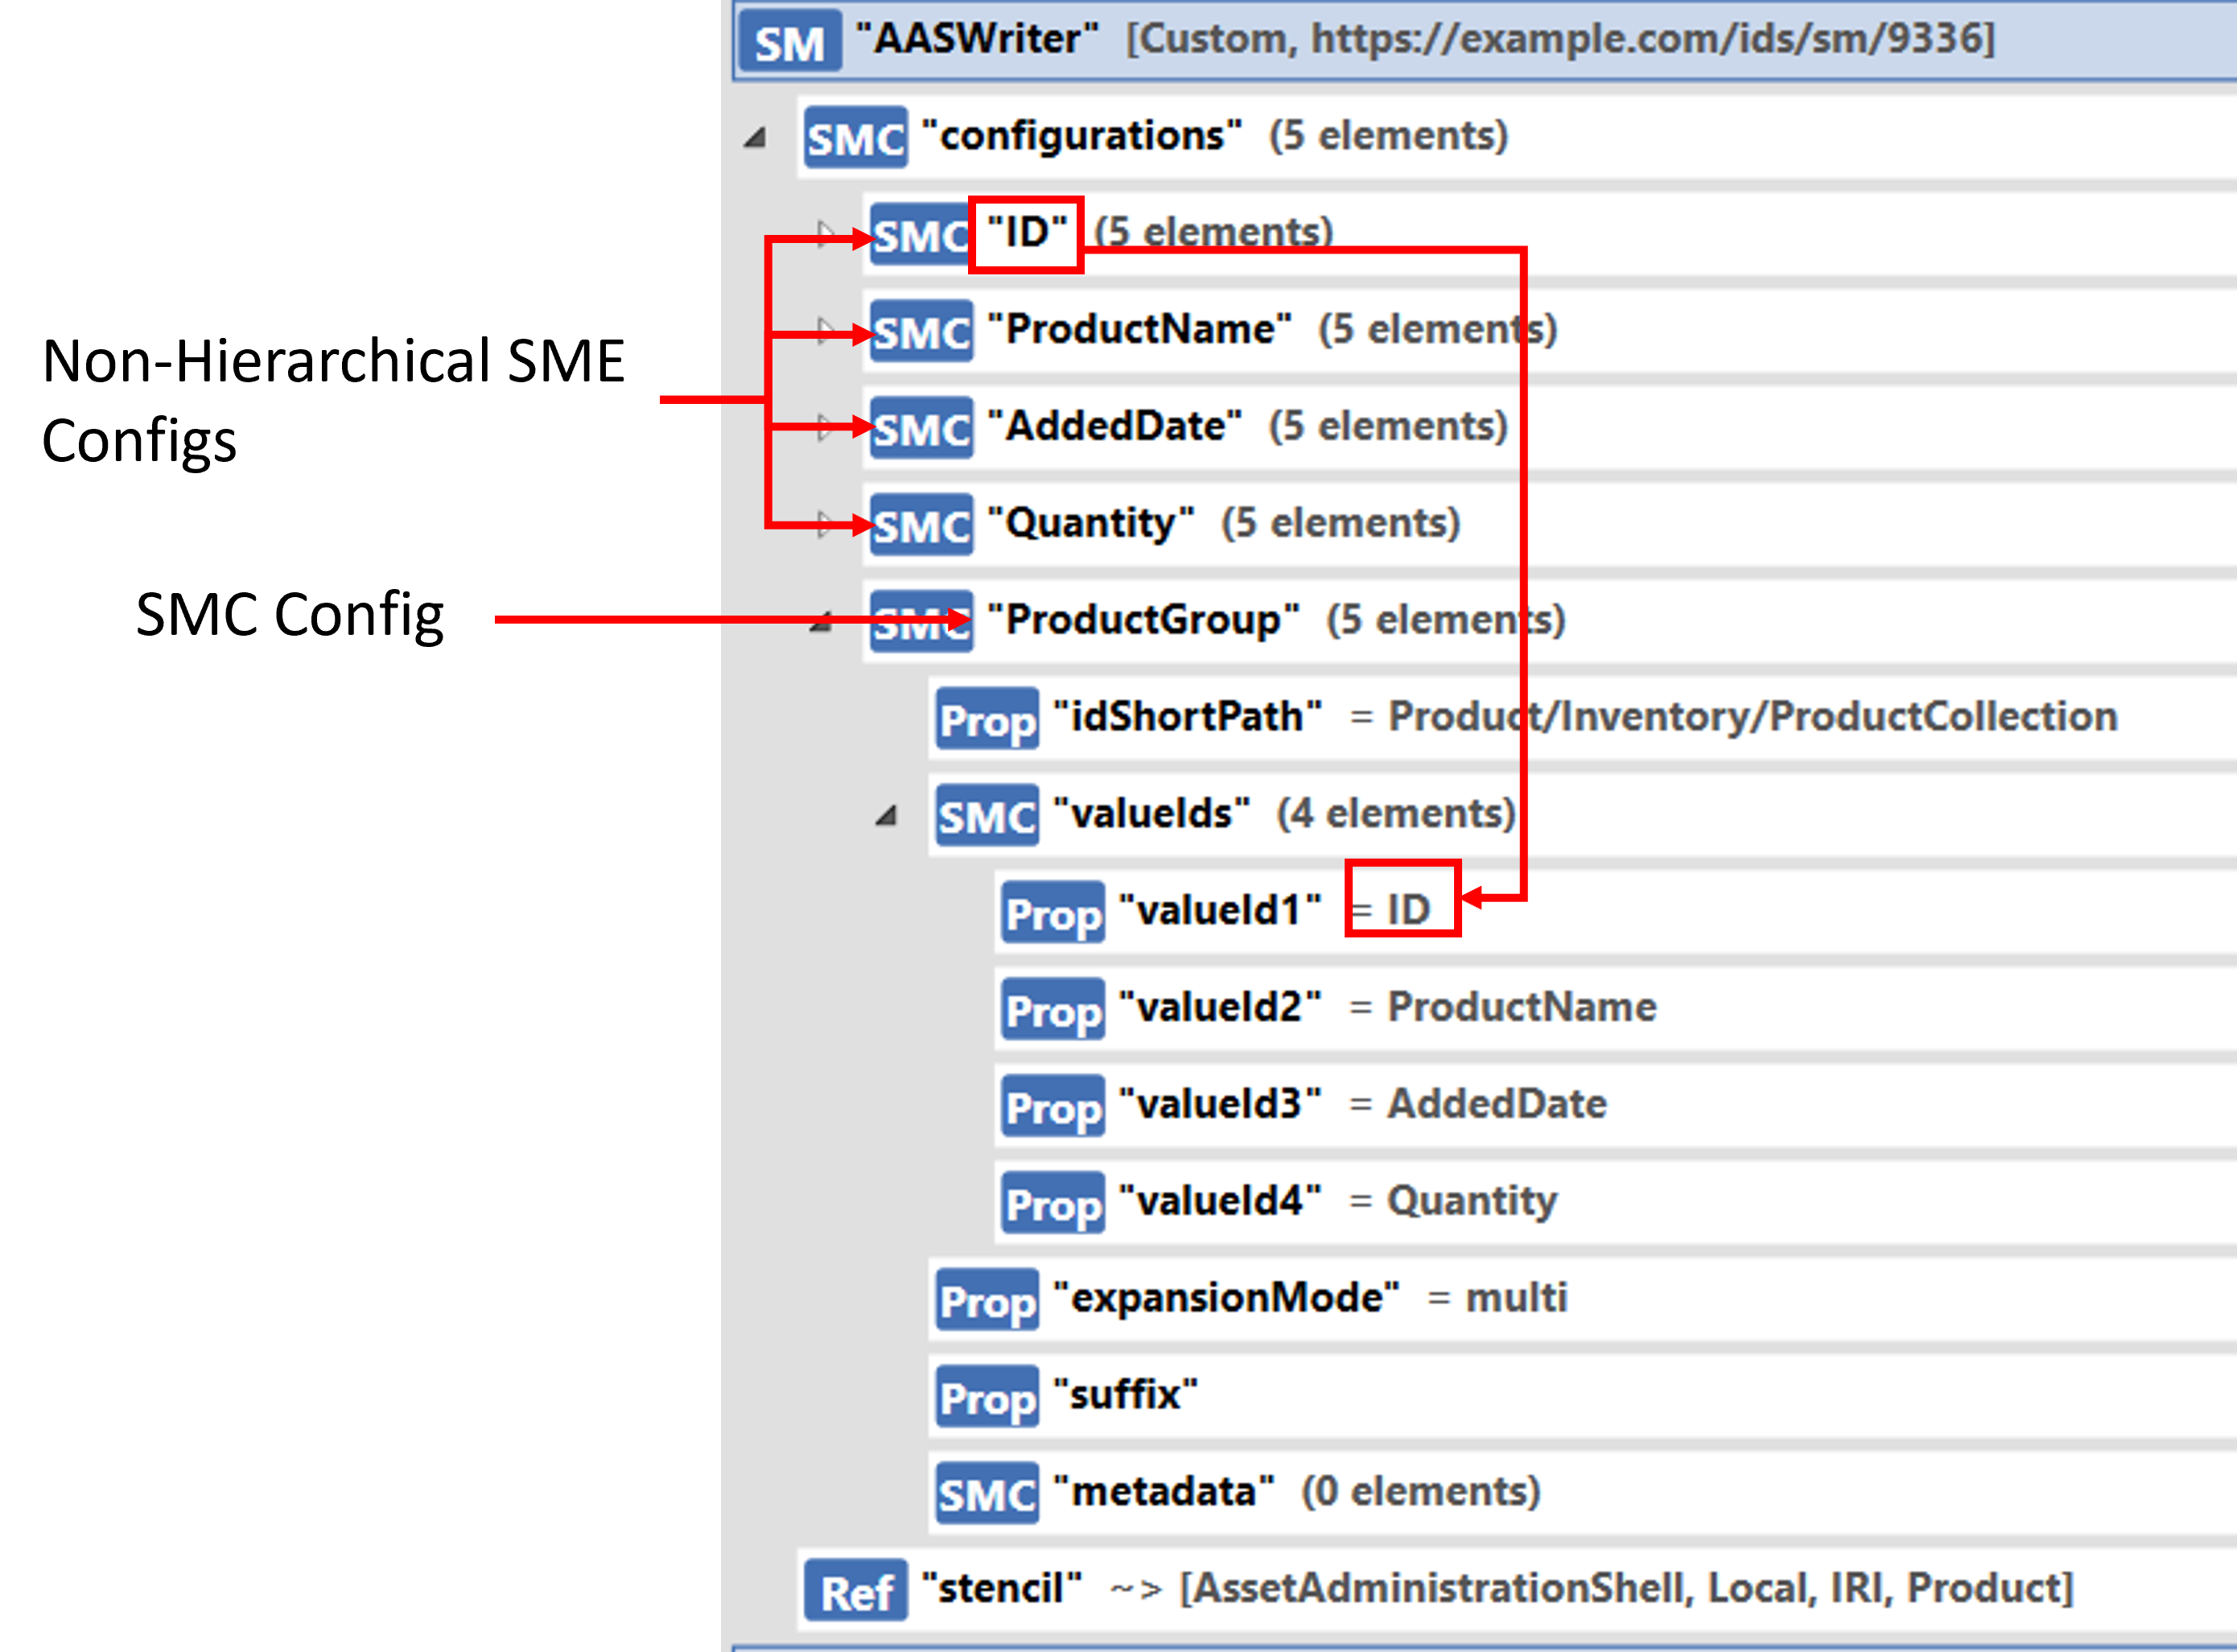 SM "AASWriter" [Custom, https://example.com/ids/sm/9336]
SMC "configurations" (5 elements)
SMC "ID" (5 elements)
SMC "ProductName" (5 elements)
Non-Hierarchical SME
Configs
SMC "AddedDate" (5 elements)
SMC "Quantity" (5 elements)
SMC Config
SMC "ProductGroup" (5 elements)
Prop "idShortPath" = Product/Inventory/ProductCollection
SMC "valueIds" (4 elements)
Prop "valueId1" = ID
Prop "valueId2" = ProductName
Prop "valueId3" = AddedDate
Prop "valueId4" = Quantity
Prop "expansionMode" = multi
Prop "suffix"
SMC "metadata" (0 elements)
Ref "stencil" ~> [AssetAdministrationShell, Local, IRI, Product]